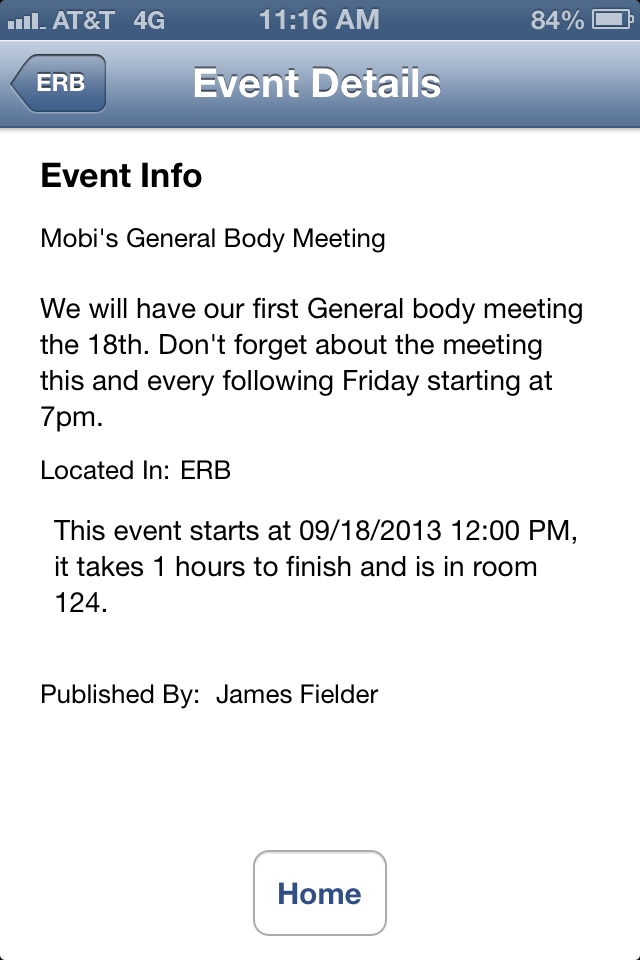 AT&T 4G 11:16 AM 84%
ERB Event Details
Event Info
Mobi's General Body Meeting
We will have our first General body meeting
the 18th. Don't forget about the meeting
this and every following Friday starting at
7pm.
Located In: ERB
This event starts at 09/18/2013 12:00 PM,
it takes 1 hours to finish and is in room
124.
Published By: James Fielder
Home